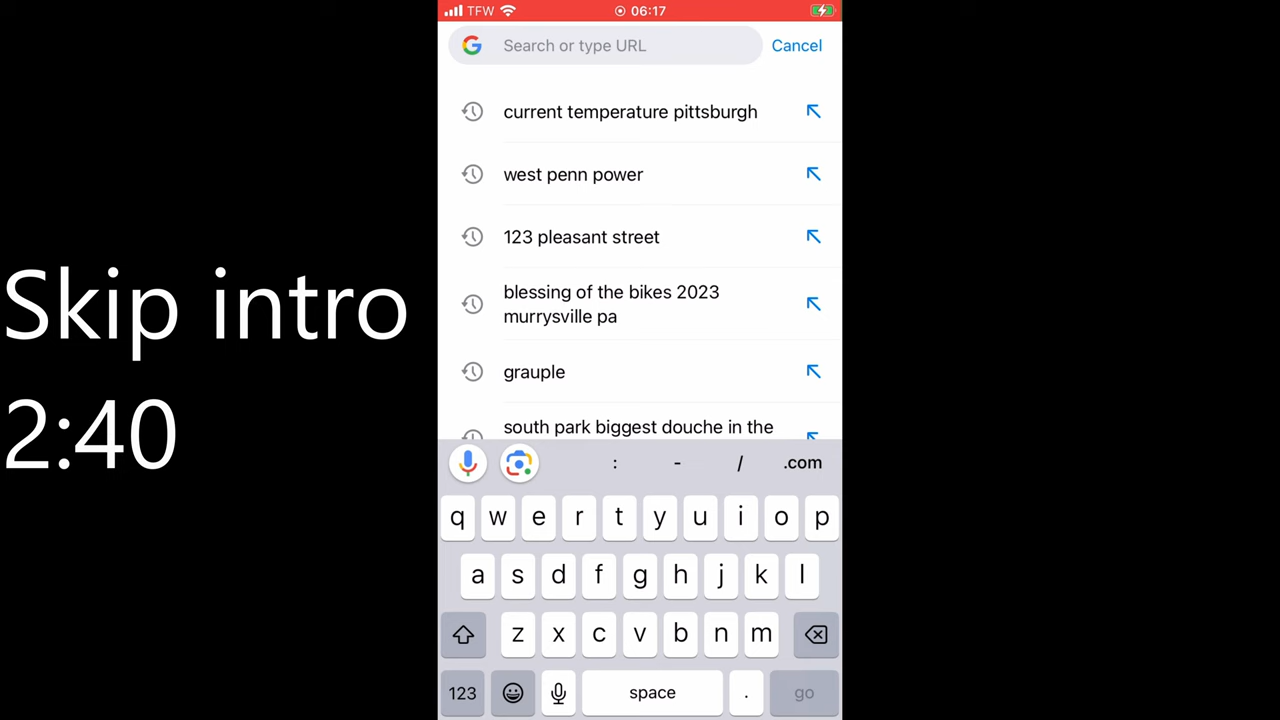 TFW
06:17
Search or type URL
Cancel
current temperature pittsburgh
west penn power
123 pleasant street
blessing of the bikes 2023
murrysville pa
grauple
south park biggest douche in the
Skip intro
2:40
: - / .com
q w e r t y u i o p
a s d f g h j k l
z x c v b n m
123 space . go